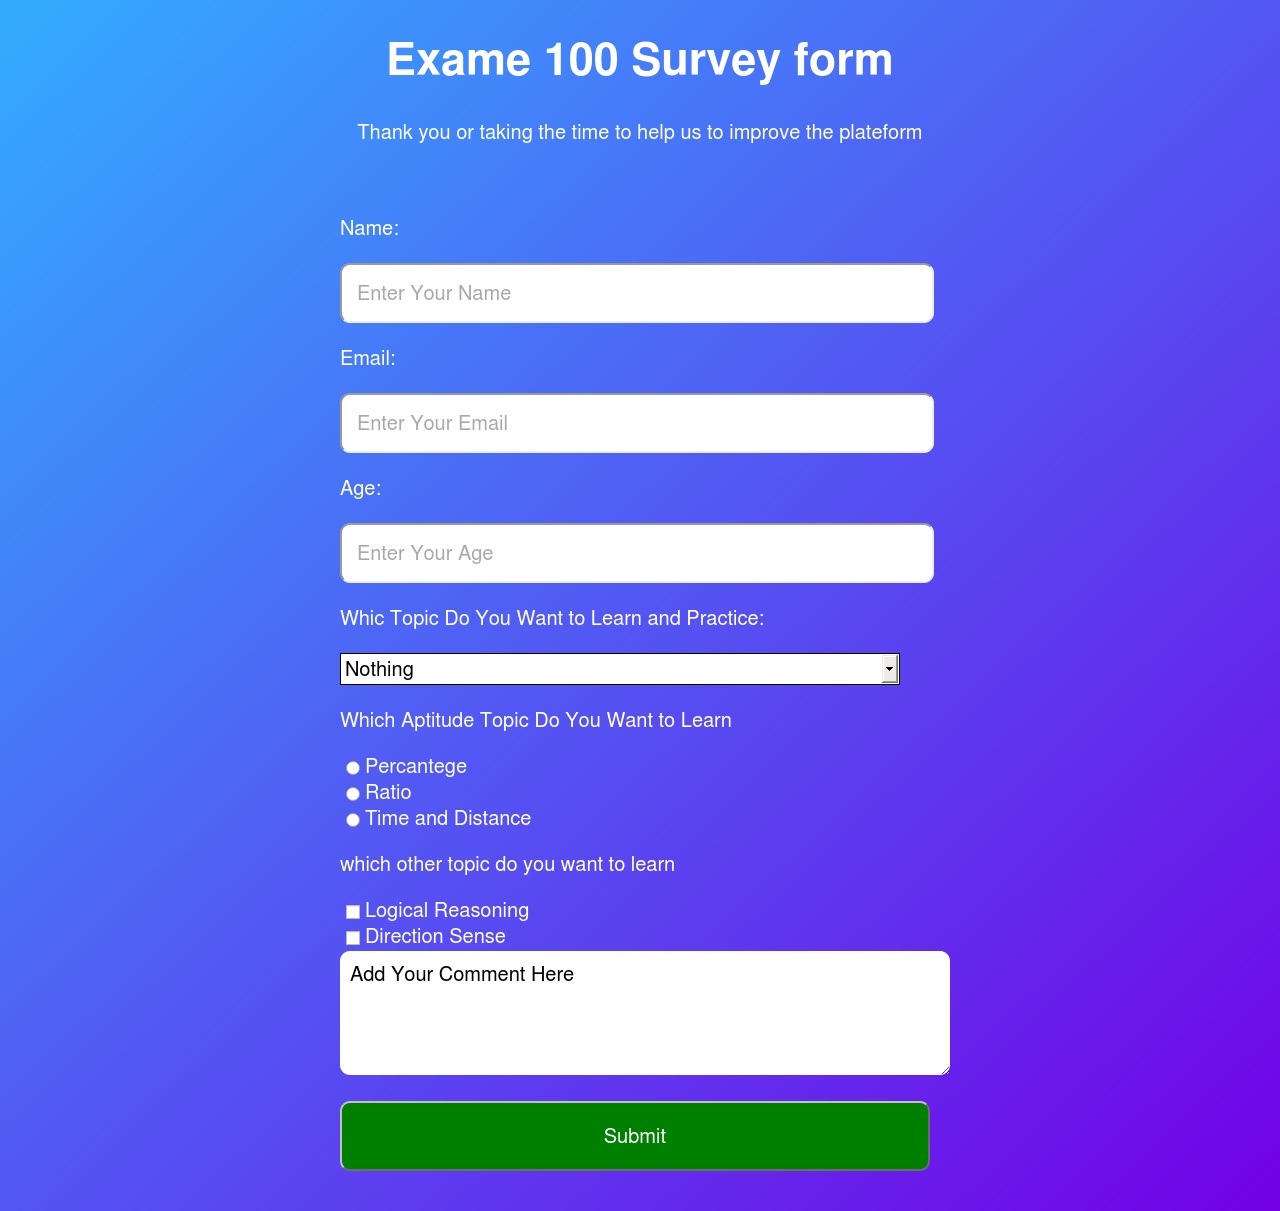 Exame 100 Survey form
Thank you or taking the time to help us to improve the plateform
Name:
Enter Your Name
Email:
Enter Your Email
Age:
Enter Your Age
Whic Topic Do You Want to Learn and Practice:
Nothing
Which Aptitude Topic Do You Want to Learn
Percantege
Ratio
Time and Distance
which other topic do you want to learn
Logical Reasoning
Direction Sense
Add Your Comment Here
Submit